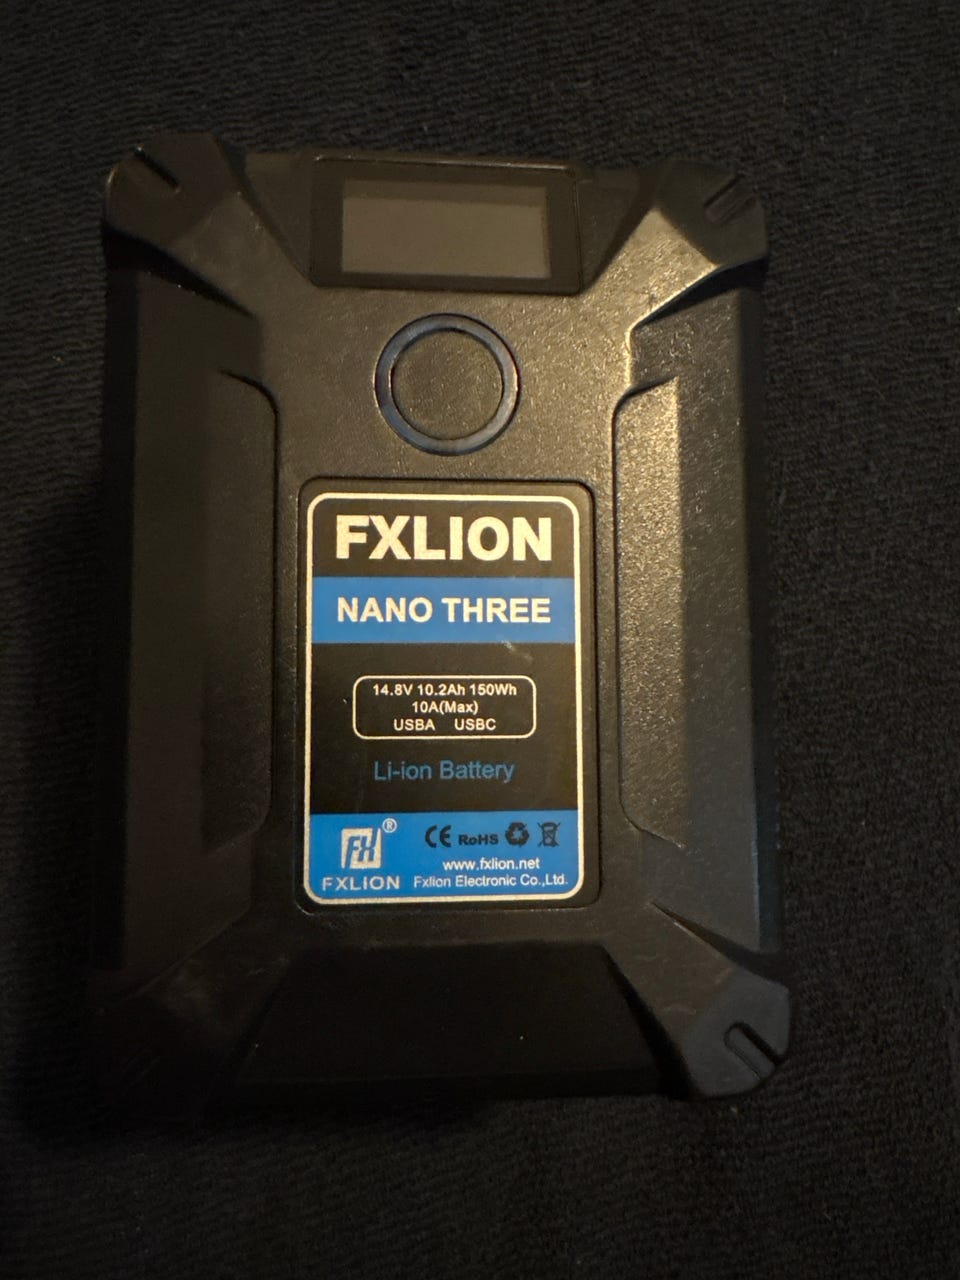 FXLION
NANO THREE
14.8V 10.2Ah 150Wh
10A(Max)
USBA USBC
Li-ion Battery
FX ®
CE RoHS
www.fxlion.net
FXLION Fxlion Electronic Co.,Ltd.